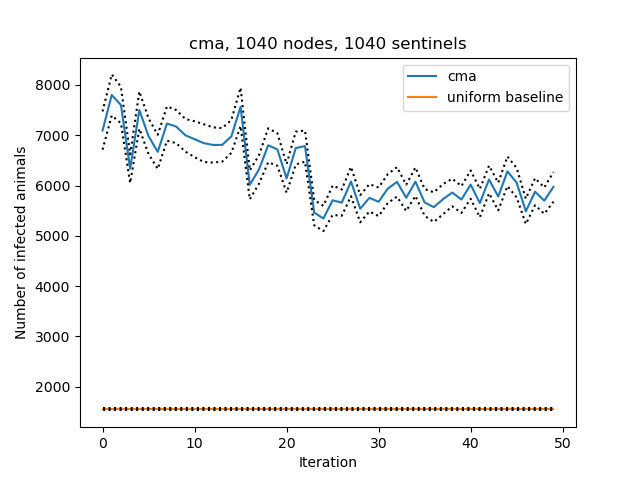 cma, 1040 nodes, 1040 sentinels
cma
uniform baseline
Number of infected animals
8000
7000
6000
5000
4000
3000
2000
0
10
20
30
40
50
Iteration